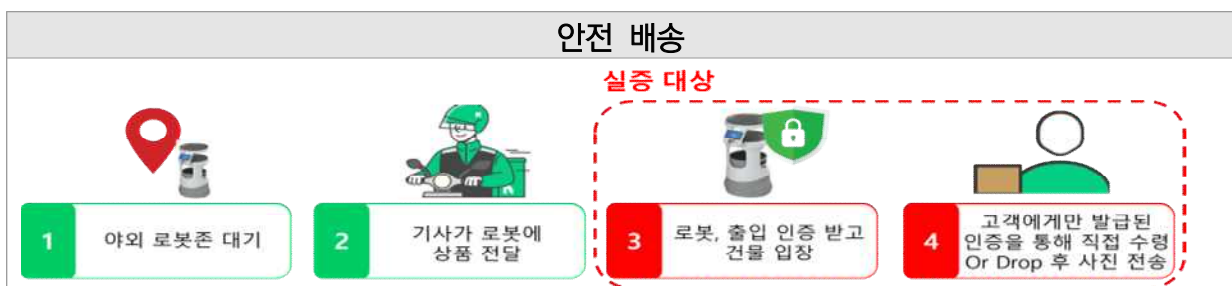 안전 배송
실증 대상
1
야외 로봇존 대기
2
기사가 로봇에
상품 전달
3
로봇, 출입 인증 받고
건물 입장
4
고객에게만 발급된
인증을 통해 직접 수령
Or Drop 후 사진 전송